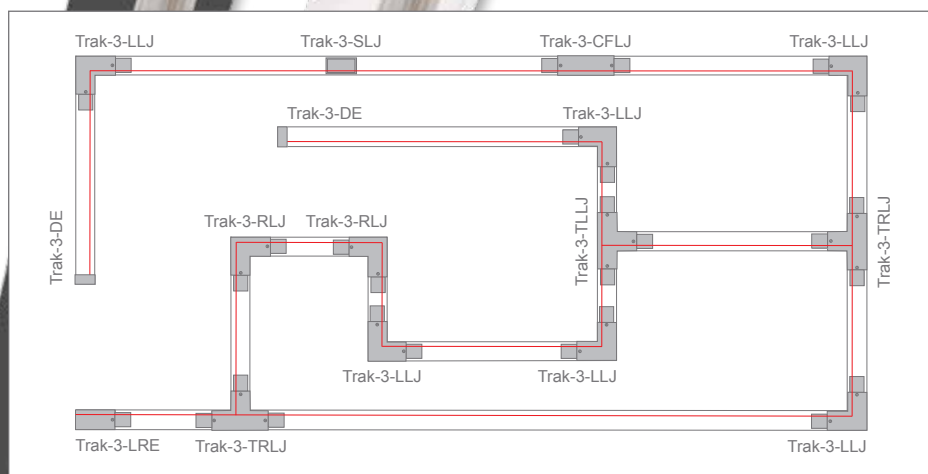 Trak-3-LLJ
Trak-3-SLJ
Trak-3-CFLJ
Trak-3-LLJ
Trak-3-DE
Trak-3-LLJ
Trak-3-DE
Trak-3-RLJ
Trak-3-RLJ
Trak-3-TLLJ
Trak-3-TRLJ
Trak-3-LLJ
Trak-3-LLJ
Trak-3-LRE
Trak-3-TRLJ
Trak-3-LLJ